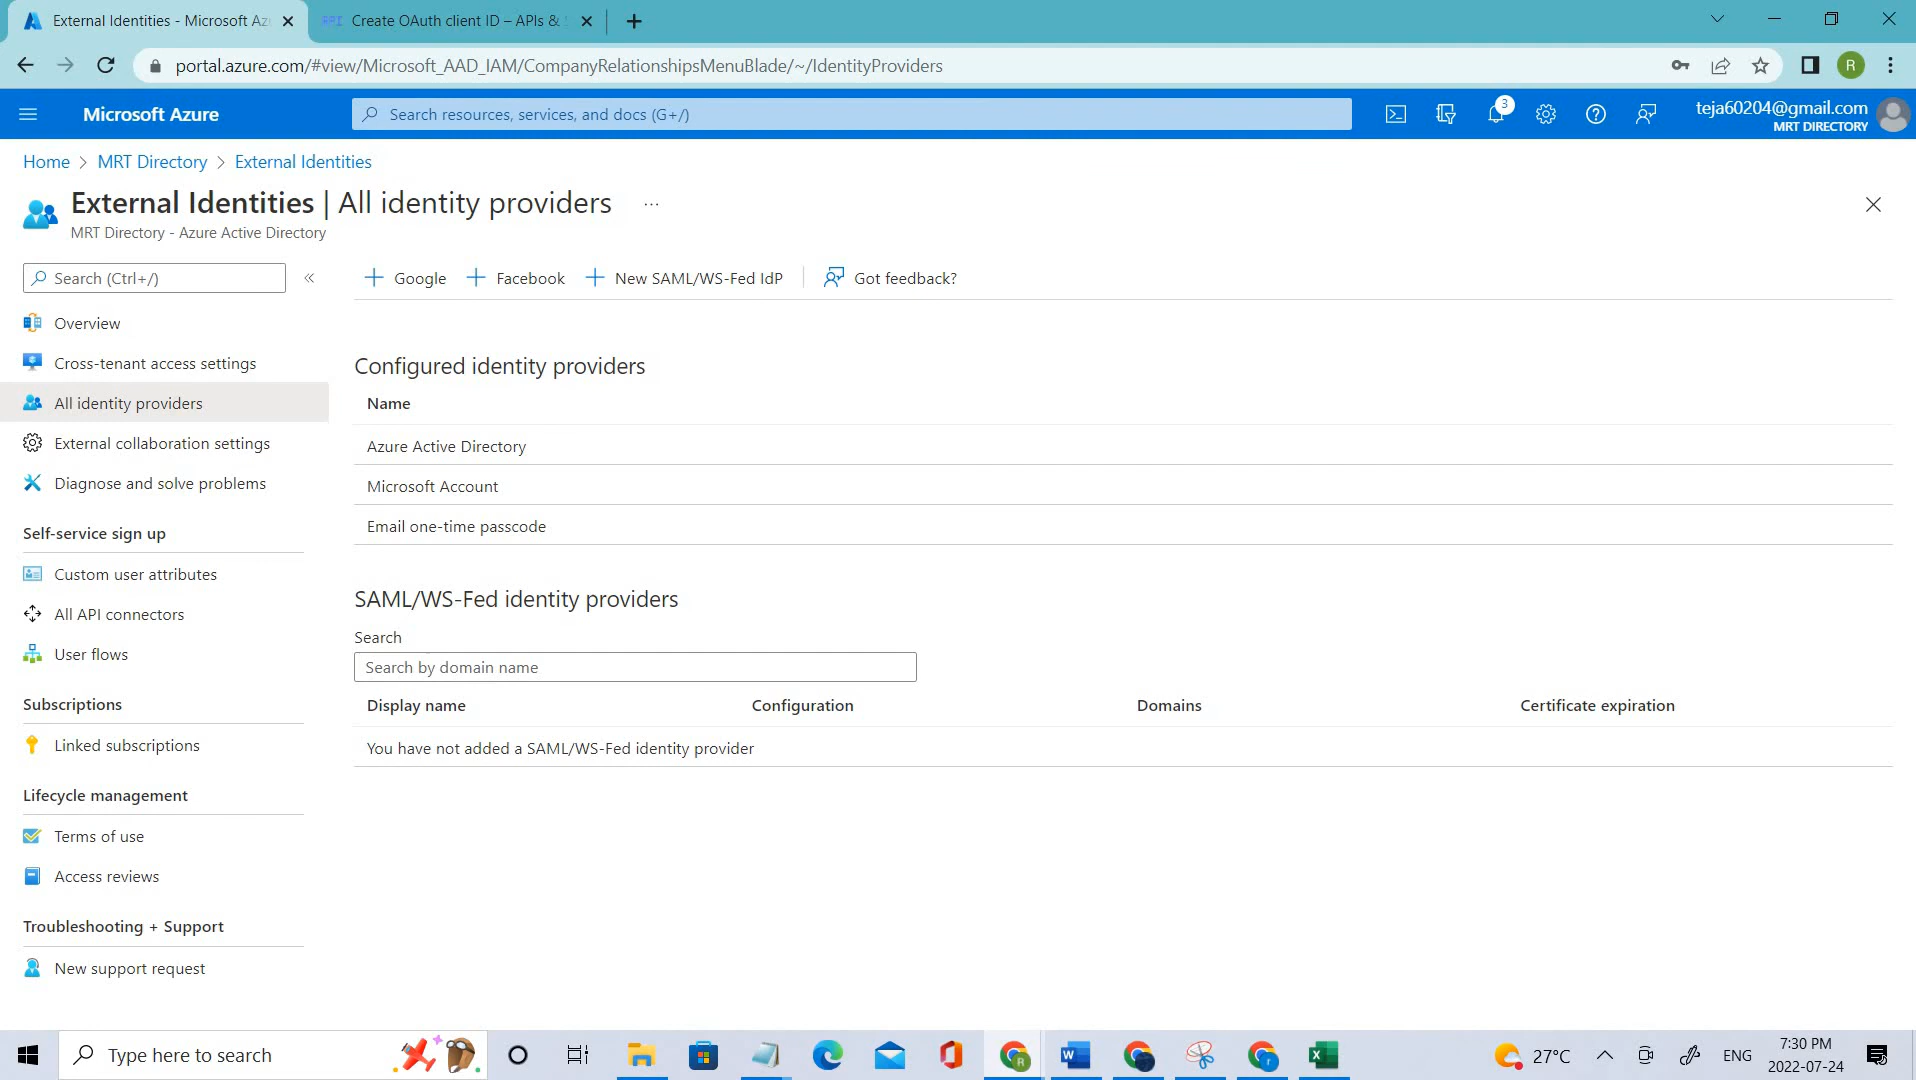 External Identities - Microsoft Az
Create OAuth client ID – APIs &
portal.azure.com/#view/Microsoft_AAD_IAM/CompanyRelationshipsMenuBlade/~/IdentityProviders
R
Microsoft Azure
Search resources, services, and docs (G+/)
3
teja60204@gmail.com
MRT DIRECTORY
Home > MRT Directory > External Identities
External Identities | All identity providers ...
MRT Directory - Azure Active Directory
Search (Ctrl+/)
«
Overview
Cross-tenant access settings
All identity providers
External collaboration settings
Diagnose and solve problems
Self-service sign up
Custom user attributes
All API connectors
User flows
Subscriptions
Linked subscriptions
Lifecycle management
Terms of use
Access reviews
Troubleshooting + Support
New support request
Google
Facebook
New SAML/WS-Fed IdP
Got feedback?
Configured identity providers
Name
Azure Active Directory
Microsoft Account
Email one-time passcode
SAML/WS-Fed identity providers
Search
Search by domain name
Display name
Configuration
Domains
Certificate expiration
You have not added a SAML/WS-Fed identity provider
Type here to search
27°C
ENG
7:30 PM
2022-07-24